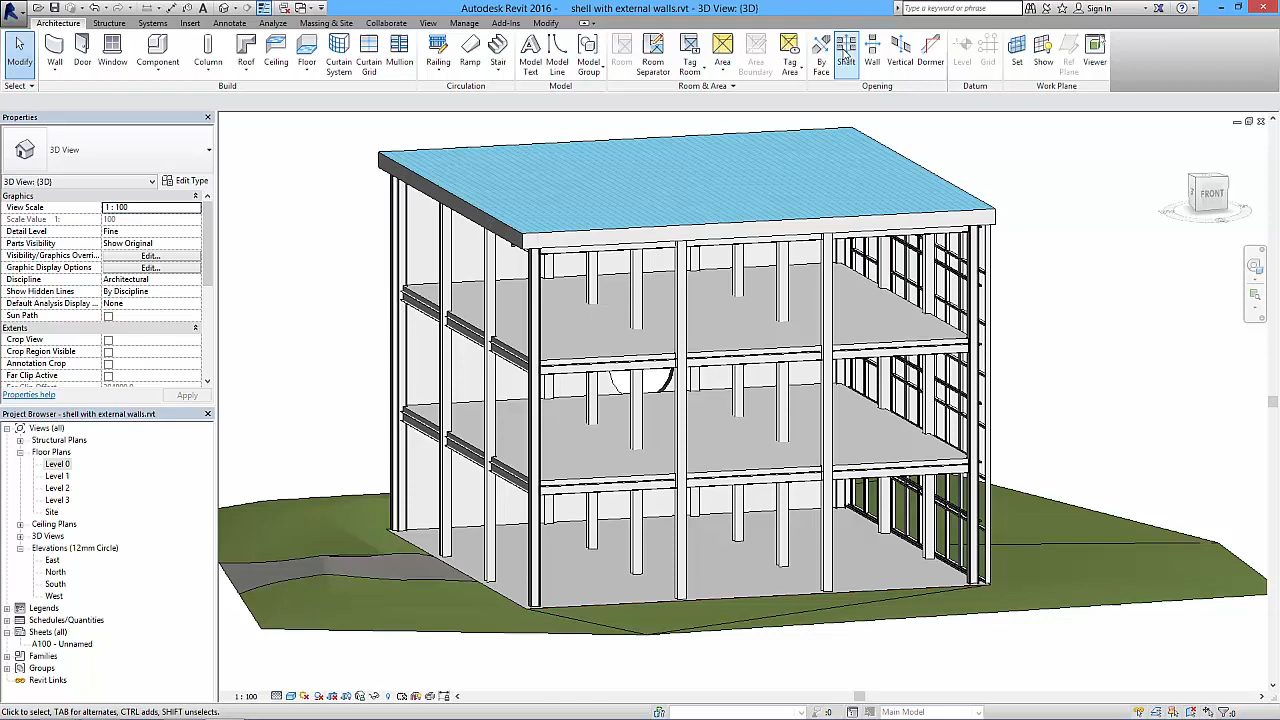 Autodesk Revit 2016 - shell with external walls.rvt - 3D View: {3D}
Type a keyword or phrase
Sign In
Architecture Structure Systems Insert Annotate Analyze Massing & Site Collaborate View Manage Add-Ins Modify
Modify Wall Door Window Component Column Roof Ceiling Floor Curtain System Curtain Grid Mullion Railing Ramp Stair Model Text Model Line Model Group Room Room Separator Tag Room Area Area Boundary Tag Area By Face Shaft Wall Vertical Dormer Level Grid Set Show Ref Plane Viewer
Select Build Circulation Model Room & Area Opening Datum Work Plane
Properties
3D View
3D View: {3D} Edit Type
Graphics
View Scale 1 : 100
Scale Value 1: 100
Detail Level Fine
Parts Visibility Show Original
Visibility/Graphics Overri... Edit...
Graphic Display Options Edit...
Discipline Architectural
Show Hidden Lines By Discipline
Default Analysis Display ... None
Sun Path
Extents
Crop View
Crop Region Visible
Annotation Crop
Far Clip Active
Properties help Apply
Project Browser - shell with external walls.rvt
Views (all)
Structural Plans
Floor Plans
Level 0
Level 1
Level 2
Level 3
Site
Ceiling Plans
3D Views
Elevations (12mm Circle)
East
North
South
West
Legends
Schedules/Quantities
Sheets (all)
A100 - Unnamed
Families
Groups
Revit Links
FRONT
1 : 100
Click to select, TAB for alternates, CTRL adds, SHIFT unselects.
:0
Main Model
:0